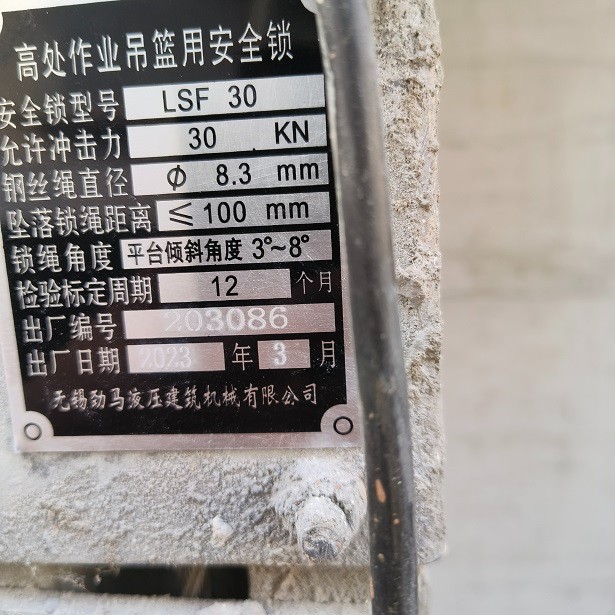 高处作业吊篮用安全锁
安全锁型号 LSF 30
允许冲击力 30 KN
钢丝绳直径 Φ 8.3 mm
坠落锁绳距离 ≤100 mm
锁绳角度 平台倾斜角度 3°~8°
检验标定周期 12 个月
出厂编号 203086
出厂日期 2023 年 3 月
无锡劲马液压建筑机械有限公司